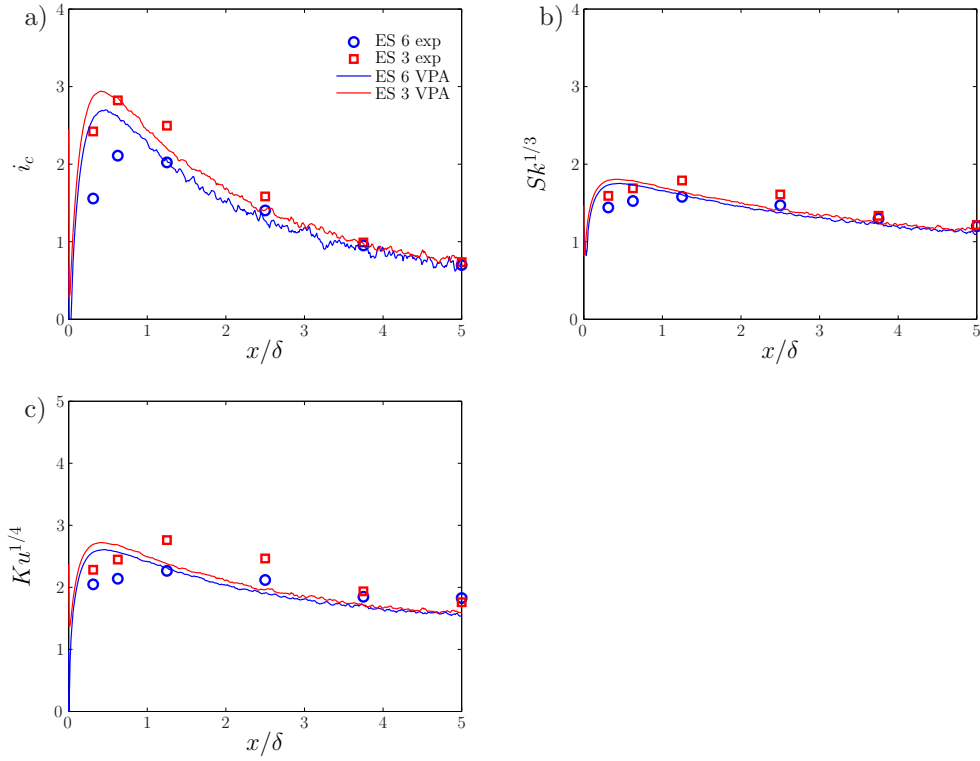 a)
4
3
2
1
0
i_c
0 1 2 3 4 5
x/δ
ES 6 exp
ES 3 exp
ES 6 VPA
ES 3 VPA
b)
4
3
2
1
0
Sk^{1/3}
0 1 2 3 4 5
x/δ
c)
5
4
3
2
1
0
Ku^{1/4}
0 1 2 3 4 5
x/δ